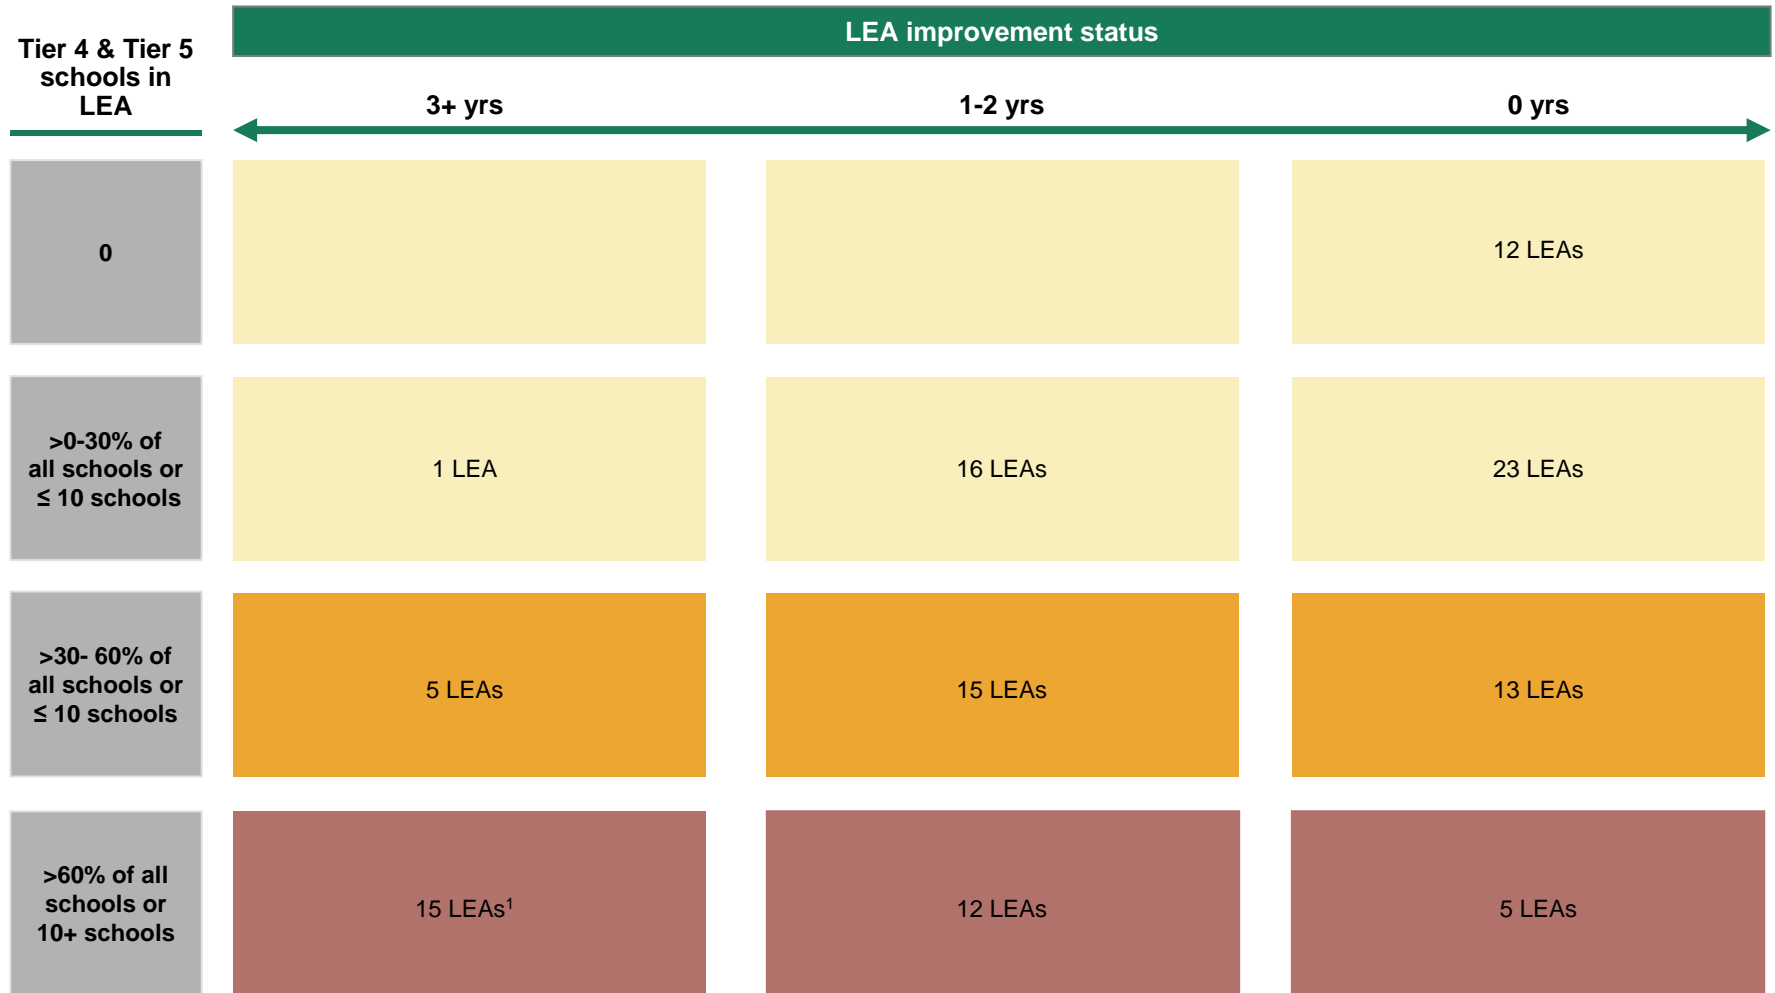 LEA improvement status
Tier 4 & Tier 5
schools in
LEA
3+ yrs
1-2 yrs
0 yrs
0
12 LEAs
>0-30% of
all schools or
≤ 10 schools
1 LEA
16 LEAs
23 LEAs
>30- 60% of
all schools or
≤ 10 schools
5 LEAs
15 LEAs
13 LEAs
>60% of all
schools or
10+ schools
15 LEAs¹
12 LEAs
5 LEAs